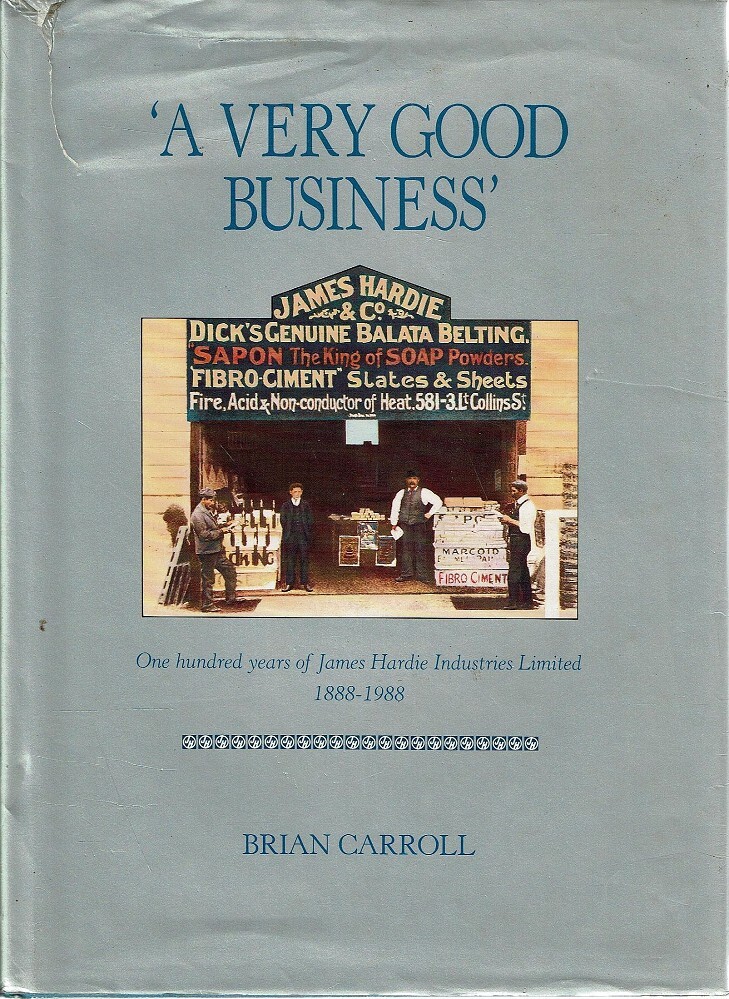 ‘A VERY GOOD
BUSINESS’
JAMES HARDIE
& Co.
DICK'S GENUINE BALATA BELTING.
"SAPON The King of SOAP Powders.
"FIBRO-CIMENT" Slates & Sheets
Fire, Acid & Non-conductor of Heat. 581-3 Lt Collins St
MARCOID
FIBRO CIMENT
One hundred years of James Hardie Industries Limited
1888-1988
BRIAN CARROLL